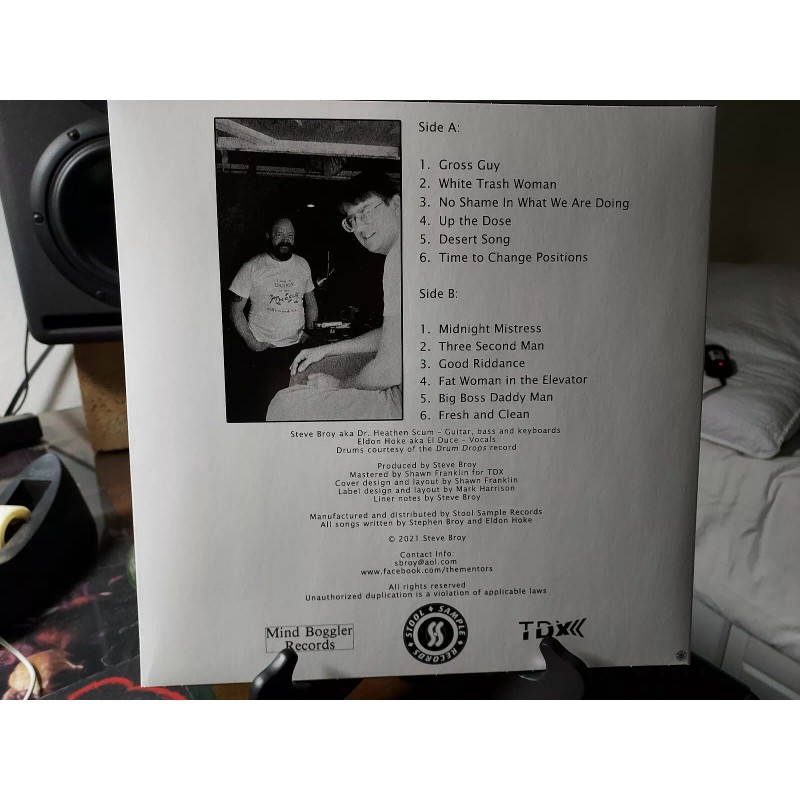 Side A:
1. Gross Guy
2. White Trash Woman
3. No Shame In What We Are Doing
4. Up the Dose
5. Desert Song
6. Time to Change Positions
Side B:
1. Midnight Mistress
2. Three Second Man
3. Good Riddance
4. Fat Woman in the Elevator
5. Big Boss Daddy Man
6. Fresh and Clean
Steve Broy aka Dr. Heathen Scum - Guitar, bass and keyboards
Eldon Hoke aka El Duce - Vocals
Drums courtesy of the Drum Drops record
Produced by Steve Broy
Mastered by Shawn Franklin for TDX
Cover design and layout by Shawn Franklin
Label design and layout by Mark Harrison
Liner notes by Steve Broy
Manufactured and distributed by Stool Sample Records
All songs written by Stephen Broy and Eldon Hoke
© 2021 Steve Broy
Contact Info:
sbroy@aol.com
www.facebook.com/thementors
All rights reserved
Unauthorized duplication is a violation of applicable laws
Mind Boggler
Records
STOOL SAMPLE RECORDS
SS
TDX